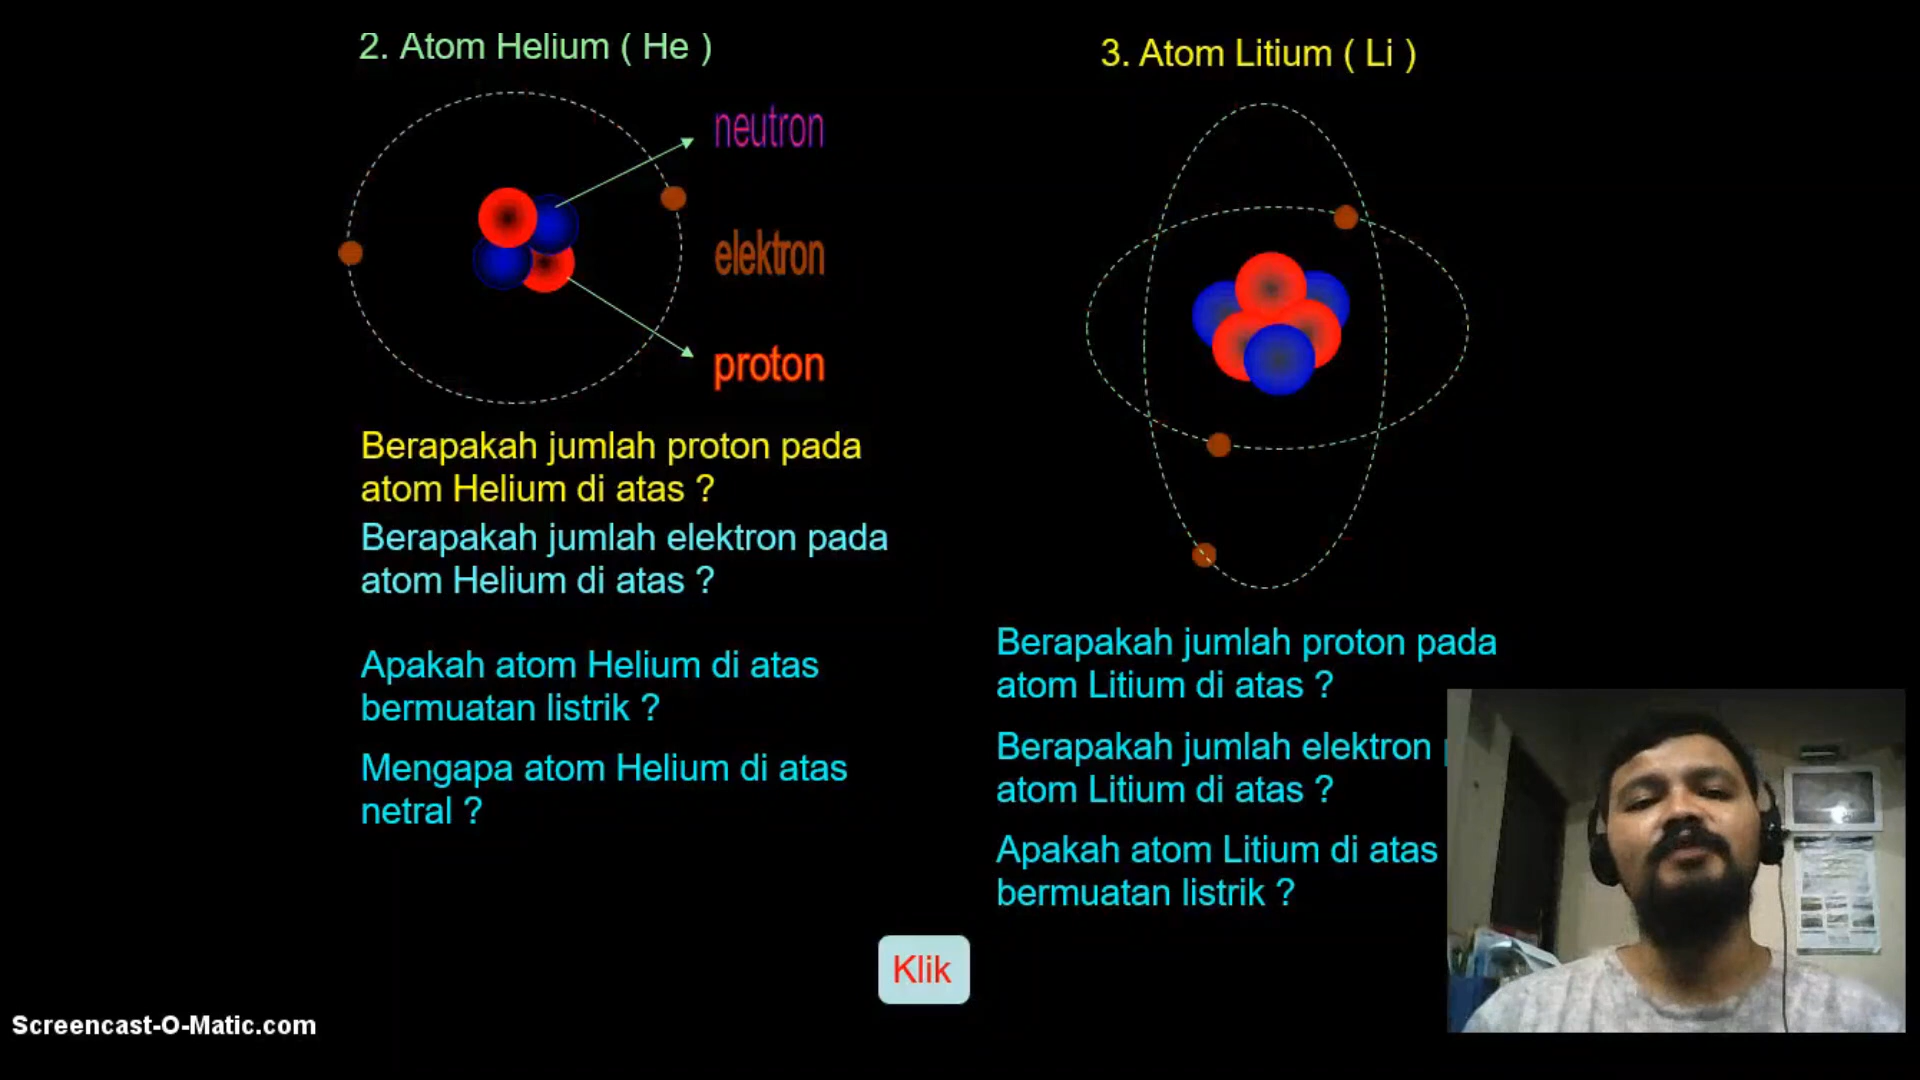 2. Atom Helium ( He )
neutron
elektron
proton
Berapakah jumlah proton pada
atom Helium di atas ?
Berapakah jumlah elektron pada
atom Helium di atas ?
Apakah atom Helium di atas
bermuatan listrik ?
Mengapa atom Helium di atas
netral ?
3. Atom Litium ( Li )
Berapakah jumlah proton pada
atom Litium di atas ?
Berapakah jumlah elektron
atom Litium di atas ?
Apakah atom Litium di atas
bermuatan listrik ?
Klik
Screencast-O-Matic.com